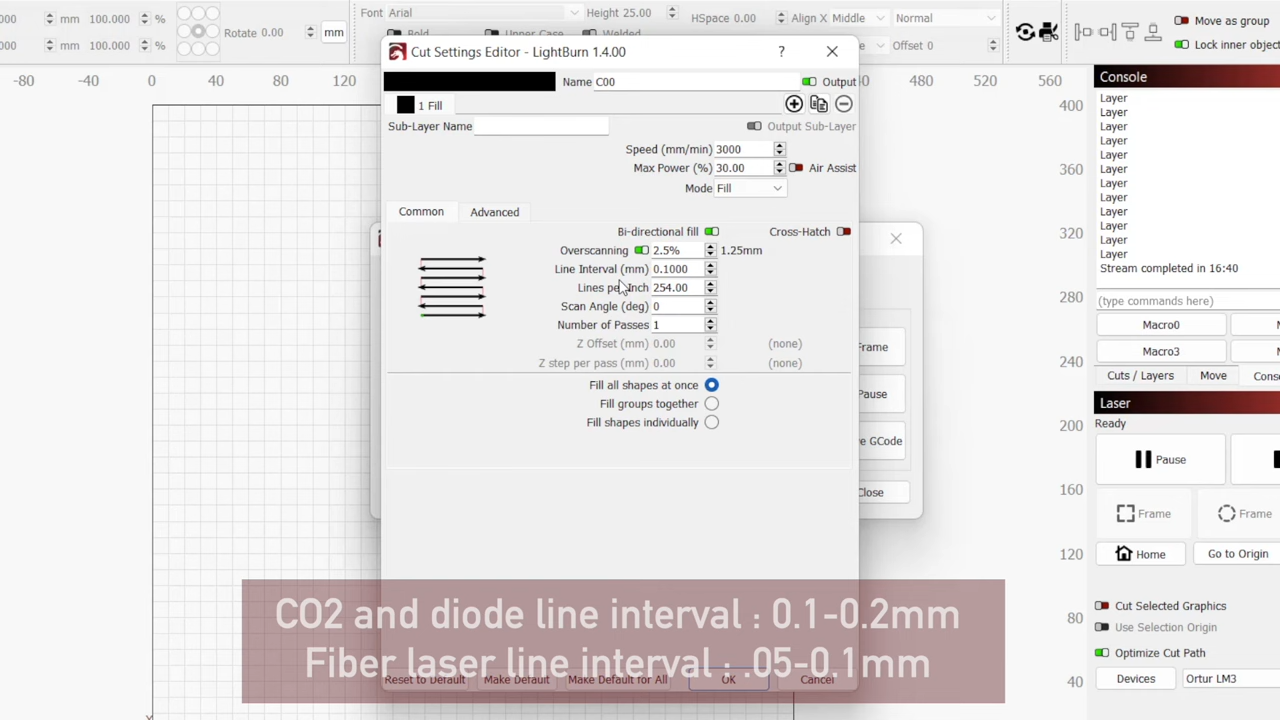 000 mm 100.000 % Rotate 0.00 mm Font Arial Height 25.00 HSpace 0.00 Align X Middle Normal Move as group
000 mm 100.000 % Offset 0 Lock inner object
Bold Upper Case Welded
Cut Settings Editor - LightBurn 1.4.00 ?
-80 -40 0 40 80 120 480 520 560
Name C00 Output
1 Fill
Sub-Layer Name Output Sub-Layer
Speed (mm/min) 3000
Max Power (%) 30.00 Air Assist
Mode Fill
Common Advanced
Bi-directional fill Cross-Hatch
Overscanning 2.5% 1.25mm
Line Interval (mm) 0.1000
Lines per Inch 254.00
Scan Angle (deg) 0
Number of Passes 1
Z Offset (mm) 0.00 (none)
Z step per pass (mm) 0.00 (none)
Fill all shapes at once
Fill groups together
Fill shapes individually
Frame
Pause
e GCode
Close
Reset to Default Make Default Make Default for All OK Cancel
CO2 and diode line interval : 0.1-0.2mm
Fiber laser line interval : .05-0.1mm
400
360
320
280
240
200
160
120
80
40
Console
Layer
Layer
Layer
Layer
Layer
Layer
Layer
Layer
Layer
Layer
Layer
Layer
Stream completed in 16:40
(type commands here)
Macro0
Macro3
Cuts / Layers Move Conso
Laser
Ready
Pause
Frame Frame
Home Go to Origin
Cut Selected Graphics
Use Selection Origin
Optimize Cut Path
Devices Ortur LM3